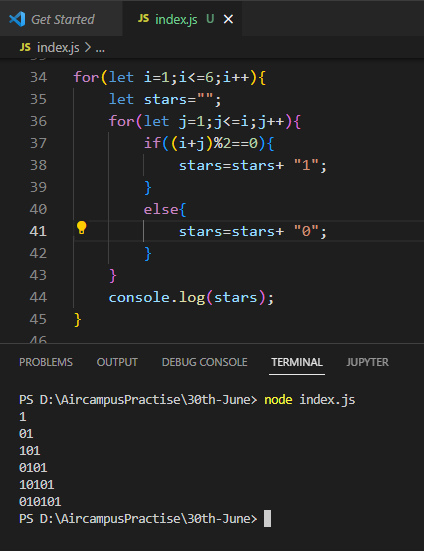 Get Started
JS index.js U ×
JS index.js > ...
34 for(let i=1;i<=6;i++){
35 let stars="";
36 for(let j=1;j<=i;j++){
37 if((i+j)%2==0){
38 stars=stars+ "1";
39 }
40 else{
41 stars=stars+ "0";
42 }
43 }
44 console.log(stars);
45 }
46
PROBLEMS OUTPUT DEBUG CONSOLE TERMINAL JUPYTER
PS D:\AircampusPractise\30th-June> node index.js
1
01
101
0101
10101
010101
PS D:\AircampusPractise\30th-June>